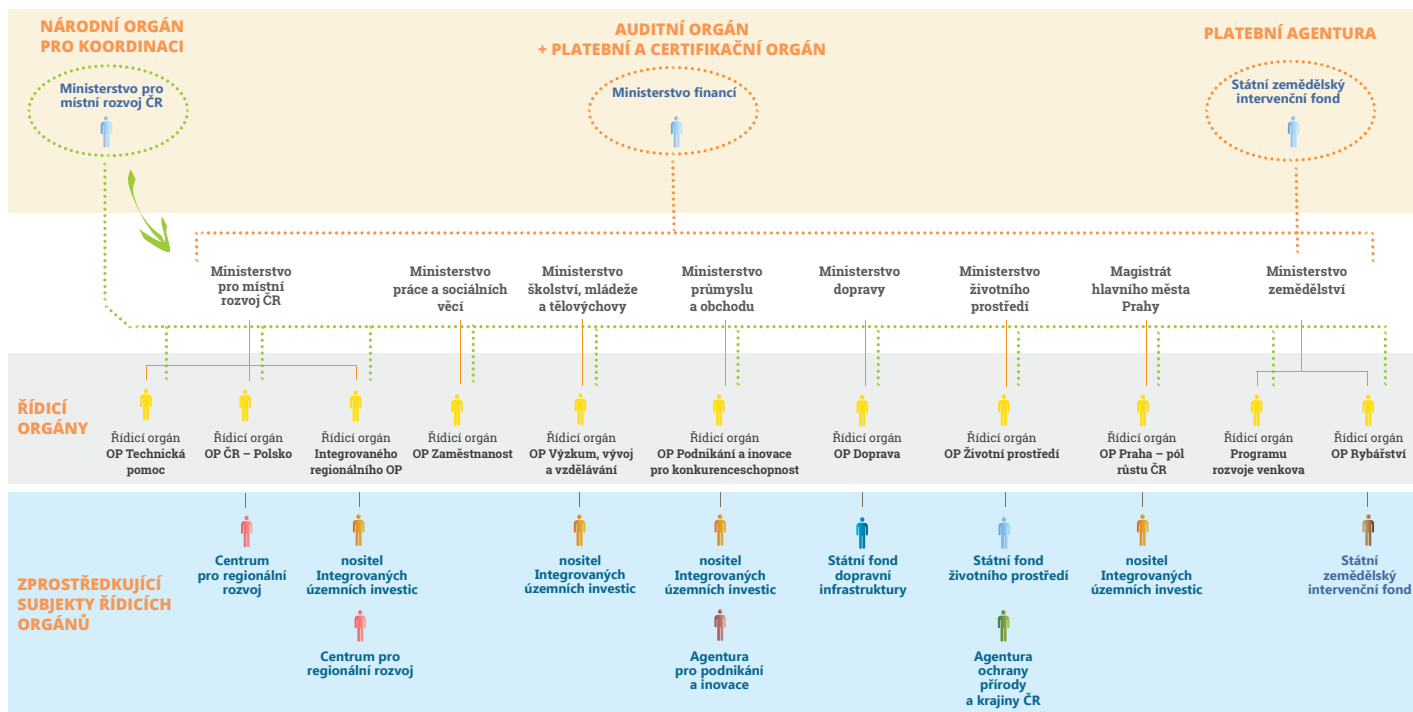 NÁRODNÍ ORGÁN
PRO KOORDINACI
AUDITNÍ ORGÁN
+ PLATEBNÍ A CERTIFIKAČNÍ ORGÁN
PLATEBNÍ AGENTURA
Ministerstvo pro
místní rozvoj ČR
Ministerstvo financí
Státní zemědělský
intervenční fond
Ministerstvo
pro místní
rozvoj ČR
Ministerstvo
práce a sociálních
věcí
Ministerstvo
školství, mládeže
a tělovýchovy
Ministerstvo
průmyslu
a obchodu
Ministerstvo
dopravy
Ministerstvo
životního
prostředí
Magistrát
hlavního města
Prahy
Ministerstvo
zemědělství
ŘÍDICÍ
ORGÁNY
Řídicí orgán
OP Technická
pomoc
Řídicí orgán
OP ČR – Polsko
Řídicí orgán
Integrovaného
regionálního OP
Řídicí orgán
OP Zaměstnanost
Řídicí orgán
OP Výzkum, vývoj
a vzdělávání
Řídicí orgán
OP Podnikání a inovace
pro konkurenceschopnost
Řídicí orgán
OP Doprava
Řídicí orgán
OP Životní prostředí
Řídicí orgán
OP Praha – pól
růstu ČR
Řídicí orgán
Programu
rozvoje venkova
Řídicí orgán
OP Rybářství
ZPROSTŘEDKUJÍCÍ
SUBJEKTY ŘÍDICÍCH
ORGÁNŮ
Centrum
pro regionální
rozvoj
nositel
Integrovaných
územních investic
nositel
Integrovaných
územních investic
nositel
Integrovaných
územních investic
Státní fond
dopravní
infrastruktury
Státní fond
životního prostředí
nositel
Integrovaných
územních investic
Státní
zemědělský
intervenční fond
Centrum pro
regionální rozvoj
Agentura
pro podnikání
a inovace
Agentura
ochrany
přírody
a krajiny ČR